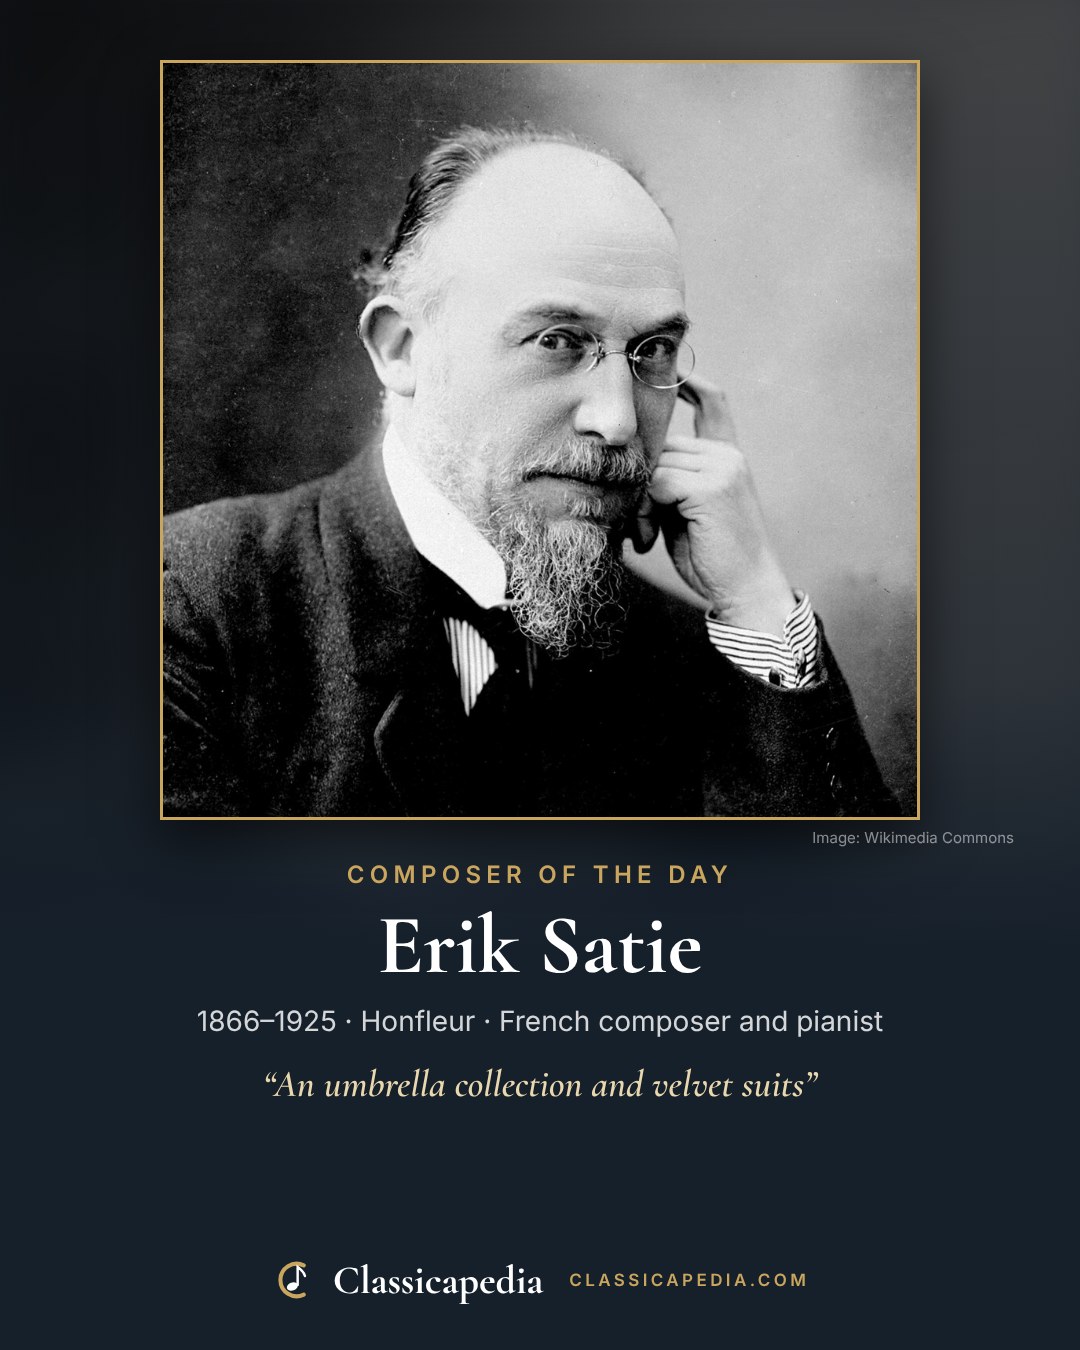 Image: Wikimedia Commons
COMPOSER OF THE DAY
Erik Satie
1866–1925 · Honfleur · French composer and pianist
“An umbrella collection and velvet suits”
Classicapedia CLASSICAPEDIA.COM